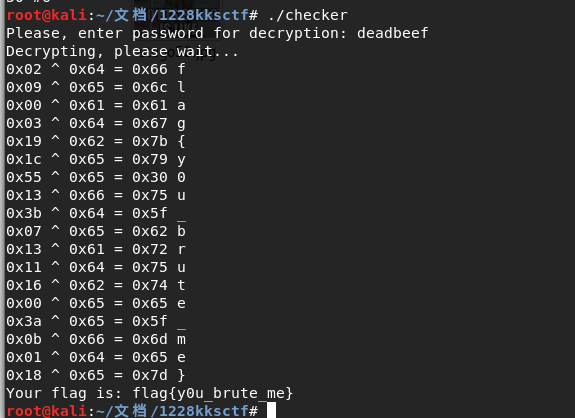 root@kali:~/文档/1228kksctf# ./checker
Please, enter password for decryption: deadbeef
Decrypting, please wait...
0x02 ^ 0x64 = 0x66 f
0x09 ^ 0x65 = 0x6c l
0x00 ^ 0x61 = 0x61 a
0x03 ^ 0x64 = 0x67 g
0x19 ^ 0x62 = 0x7b {
0x1c ^ 0x65 = 0x79 y
0x55 ^ 0x65 = 0x30 0
0x13 ^ 0x66 = 0x75 u
0x3b ^ 0x64 = 0x5f _
0x07 ^ 0x65 = 0x62 b
0x13 ^ 0x61 = 0x72 r
0x11 ^ 0x64 = 0x75 u
0x16 ^ 0x62 = 0x74 t
0x00 ^ 0x65 = 0x65 e
0x3a ^ 0x65 = 0x5f _
0x0b ^ 0x66 = 0x6d m
0x01 ^ 0x64 = 0x65 e
0x18 ^ 0x65 = 0x7d }
Your flag is: flag{y0u_brute_me}
root@kali:~/文档/1228kksctf#